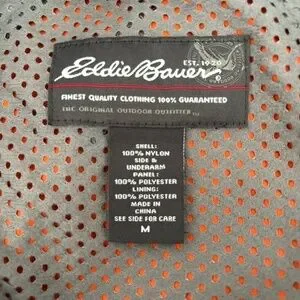 EST. 1920
Eddie Bauer
FINEST QUALITY CLOTHING 100% GUARANTEED
THE ORIGINAL OUTDOOR OUTFITTER
SHELL:
100% NYLON
SIDE &
UNDERARM
PANEL:
100% POLYESTER
LINING:
100% POLYESTER
MADE IN
CHINA
SEE SIDE FOR CARE
M